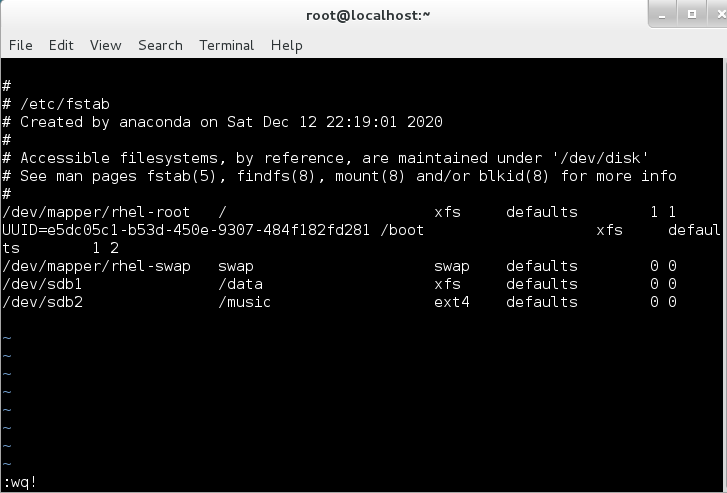 root@localhost:~
File Edit View Search Terminal Help
#
# /etc/fstab
# Created by anaconda on Sat Dec 12 22:19:01 2020
#
# Accessible filesystems, by reference, are maintained under '/dev/disk'
# See man pages fstab(5), findfs(8), mount(8) and/or blkid(8) for more info
#
/dev/mapper/rhel-root / xfs defaults 1 1
UUID=e5dc05c1-b53d-450e-9307-484f182fd281 /boot xfs defaul
ts 1 2
/dev/mapper/rhel-swap swap swap defaults 0 0
/dev/sdb1 /data xfs defaults 0 0
/dev/sdb2 /music ext4 defaults 0 0
~
~
~
~
~
~
~
~
:wq!